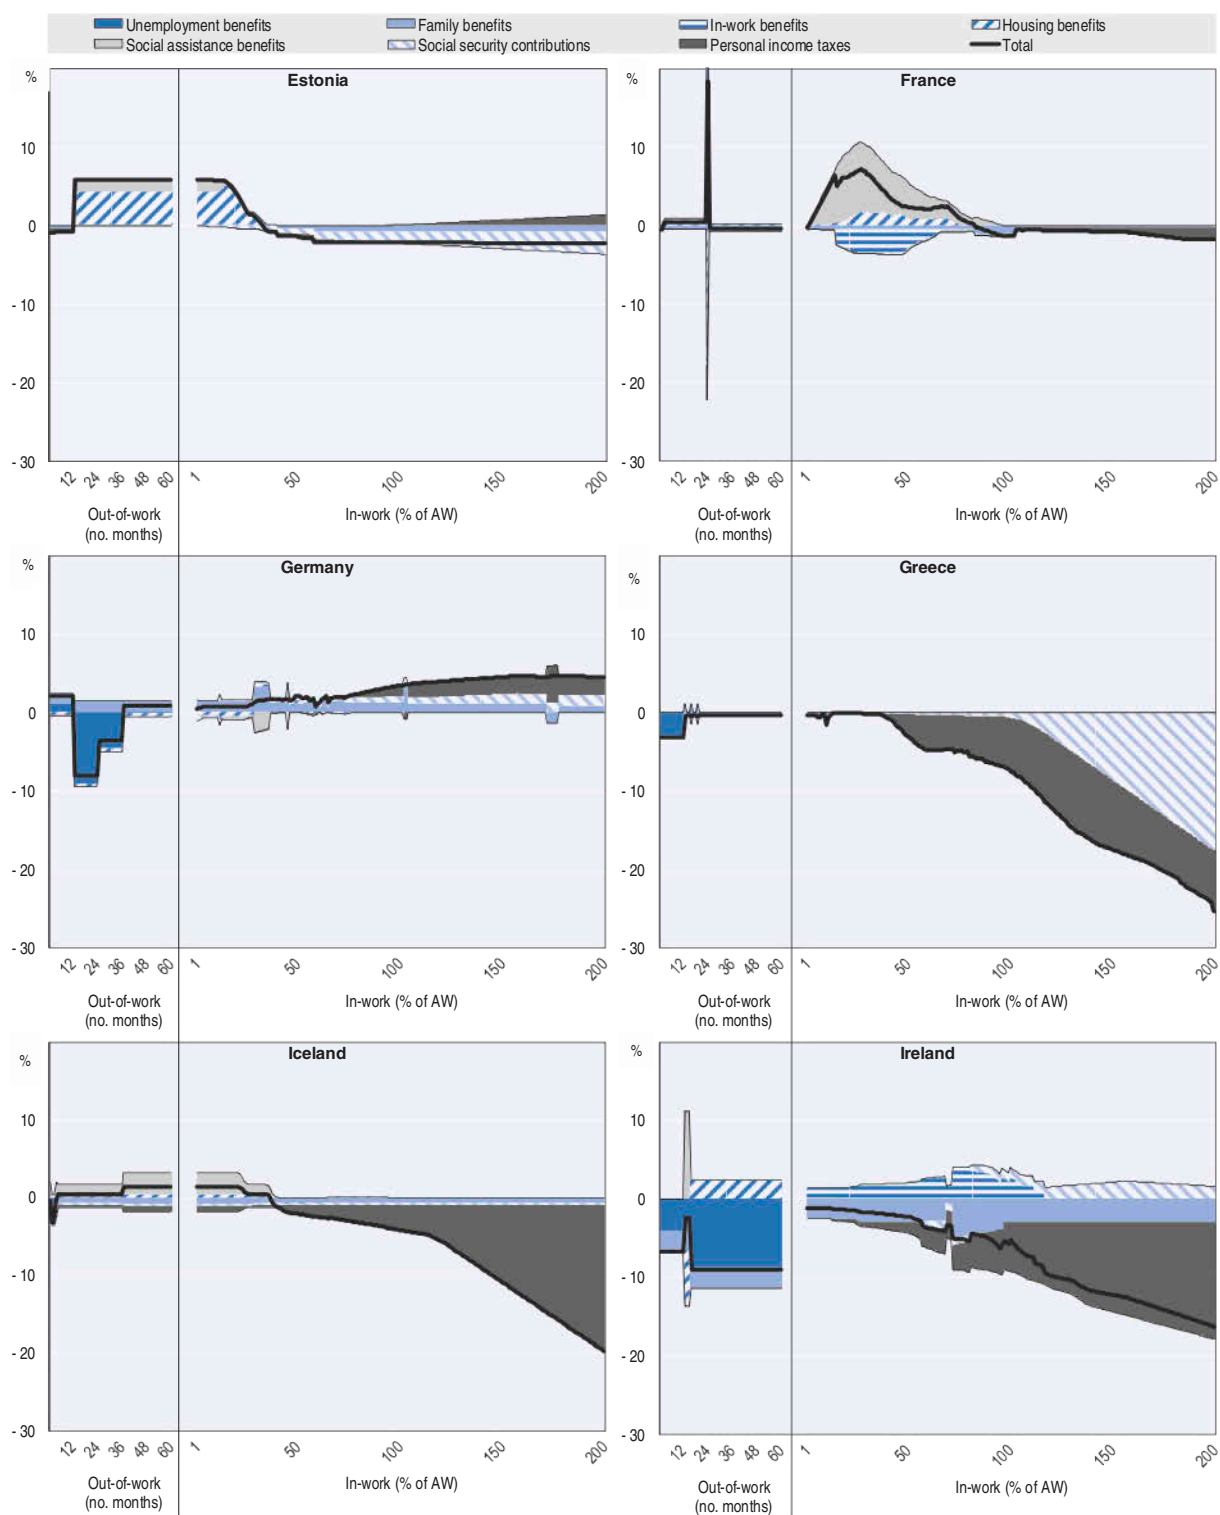 Unemployment benefits Family benefits In-work benefits Housing benefits
Social assistance benefits Social security contributions Personal income taxes Total
% Estonia
10
0
- 10
- 20
- 30
12 24 36 48 60 1 50 100 150 200
Out-of-work In-work (% of AW)
(no. months)
% France
10
0
- 10
- 20
- 30
12 24 36 48 60 1 50 100 150 200
Out-of-work In-work (% of AW)
(no. months)
% Germany
10
0
- 10
- 20
- 30
12 24 36 48 60 1 50 100 150 200
Out-of-work In-work (% of AW)
(no. months)
% Greece
10
0
- 10
- 20
- 30
12 24 36 48 60 1 50 100 150 200
Out-of-work In-work (% of AW)
(no. months)
% Iceland
10
0
- 10
- 20
- 30
12 24 36 48 60 1 50 100 150 200
Out-of-work In-work (% of AW)
(no. months)
% Ireland
10
0
- 10
- 20
- 30
12 24 36 48 60 1 50 100 150 200
Out-of-work In-work (% of AW)
(no. months)